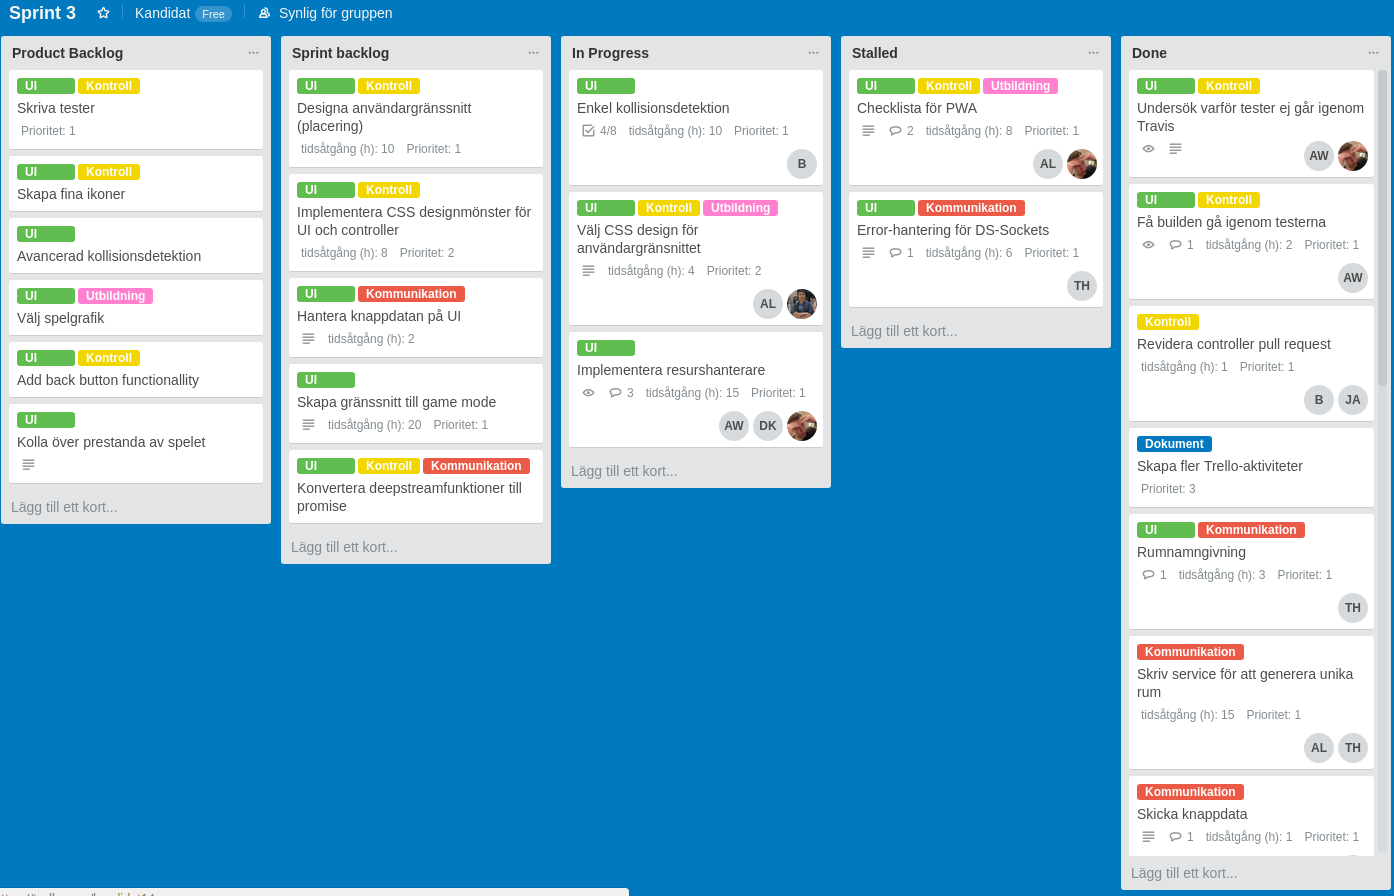 Sprint 3 Kandidat Free Synlig för gruppen
Product Backlog
UI Kontroll
Skriva tester
Prioritet: 1
UI Kontroll
Skapa fina ikoner
UI
Avancerad kollisionsdetektion
UI Utbildning
Välj spelgrafik
UI Kontroll
Add back button functionallity
UI
Kolla över prestanda av spelet
Lägg till ett kort...
Sprint backlog
UI Kontroll
Designa användargränssnitt
(placering)
tidsåtgång (h): 10 Prioritet: 1
UI Kontroll
Implementera CSS designmönster för
UI och controller
tidsåtgång (h): 8 Prioritet: 2
UI Kommunikation
Hantera knappdatan på UI
tidsåtgång (h): 2
UI
Skapa gränssnitt till game mode
tidsåtgång (h): 20 Prioritet: 1
UI Kontroll Kommunikation
Konvertera deepstreamfunktioner till
promise
Lägg till ett kort...
In Progress
UI
Enkel kollisionsdetektion
4/8 tidsåtgång (h): 10 Prioritet: 1
B
UI Kontroll Utbildning
Välj CSS design för
användargränsnittet
tidsåtgång (h): 4 Prioritet: 2
AL
UI
Implementera resurshanterare
3 tidsåtgång (h): 15 Prioritet: 1
AW DK
Lägg till ett kort...
Stalled
UI Kontroll Utbildning
Checklista för PWA
2 tidsåtgång (h): 8 Prioritet: 1
AL
UI Kommunikation
Error-hantering för DS-Sockets
1 tidsåtgång (h): 6 Prioritet: 1
TH
Lägg till ett kort...
Done
UI Kontroll
Undersök varför tester ej går igenom
Travis
AW
UI Kontroll
Få builden gå igenom testerna
1 tidsåtgång (h): 2 Prioritet: 1
AW
Kontroll
Revidera controller pull request
tidsåtgång (h): 1 Prioritet: 1
B JA
Dokument
Skapa fler Trello-aktiviteter
Prioritet: 3
UI Kommunikation
Rumnamngivning
1 tidsåtgång (h): 3 Prioritet: 1
TH
Kommunikation
Skriv service för att generera unika
rum
tidsåtgång (h): 15 Prioritet: 1
AL TH
Kommunikation
Skicka knappdata
1 tidsåtgång (h): 1 Prioritet: 1
Lägg till ett kort...